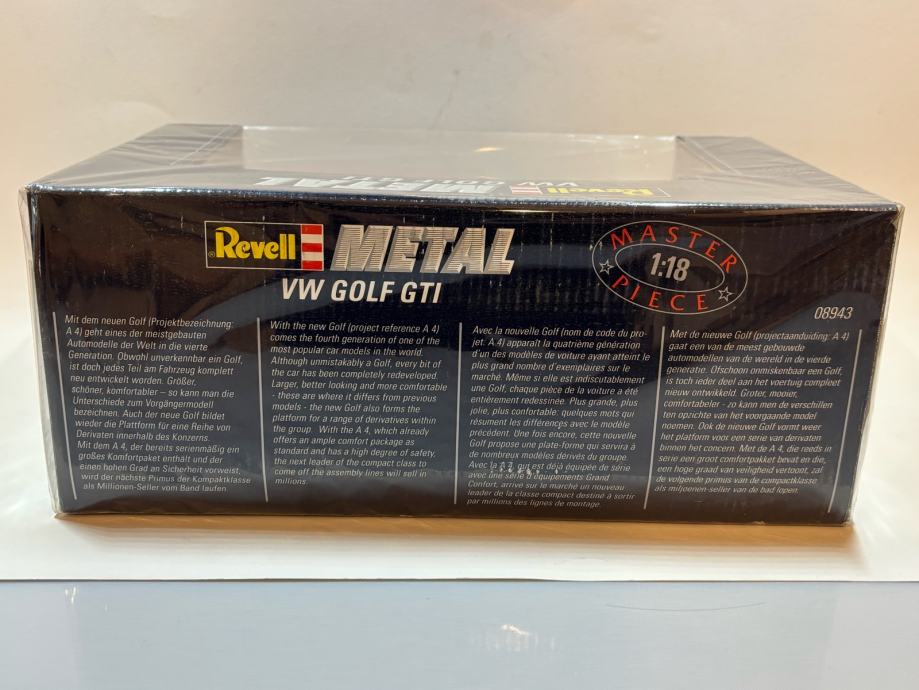 Revell METAL
VW GOLF GTI
MASTER
1:18
PIECE
08943
Mit dem neuen Golf (Projektbezeichnung:
A 4) geht eines der meistgebauten
Automodelle der Welt in die vierte
Generation. Obwohl unverkennbar ein Golf,
ist doch jedes Teil am Fahrzeug komplett
neu entwickelt worden. Größer,
schöner, komfortabler – so kann man die
Unterschiede zum Vorgängermodell
bezeichnen. Auch der neue Golf bildet
wieder die Plattform für eine Reihe von
Derivaten innerhalb des Konzerns.
Mit dem A 4, der bereits serienmäßig ein
großes Komfortpaket enthält und der
einen hohen Grad an Sicherheit vorweist,
wird der nächste Primus der Kompaktklasse
als Millionen-Seller vom Band laufen.
With the new Golf (project reference A 4)
comes the fourth generation of one of the
most popular car models in the world.
Although unmistakably a Golf, every bit of
the car has been completely redeveloped.
Larger, better looking and more comfortable
- these are where it differs from previous
models - the new Golf also forms the
platform for a range of derivatives within
the group. With the A 4, which already
offers an ample comfort package as
standard and has a high degree of safety,
the next leader of the compact class to
come off the assembly lines will sell in
millions.
Avec la nouvelle Golf (nom de code du pro-
jet: A 4) apparaît la quatrième génération
d'un des modèles de voiture ayant atteint le
plus grand nombre d'exemplaires sur le
marché. Même si elle est indiscutablement
une Golf, chaque pièce de la voiture a été
entièrement redessinée. Plus grande, plus
jolie, plus confortable: quelques mots qui
résument les différences avec le modèle
précédent. Une fois encore, cette nouvelle
Golf propose une plate-forme qui servira à
de nombreux modèles dérivés du groupe.
Avec la A 4, qui est déjà équipée de série
avec une série d'équipements Grand
Confort, arrive sur le marché un nouveau
leader de la classe compact destiné à sortir
par millions des lignes de montage.
Met de nieuwe Golf (projectaanduiding: A 4)
gaat een van de meest gebouwde
automodellen van de wereld in de vierde
generatie. Ofschoon onmiskenbaar een Golf,
is toch ieder deel aan het voertuig compleet
nieuw ontwikkeld. Groter, mooier,
comfortabeler - zo kan men de verschillen
ten opzichte van het voorgaande model
noemen. Ook de nieuwe Golf vormt weer
het platform voor een serie van derivaten
binnen het concern. Met de A 4, die reeds in
serie een groot comfortpakket bevat en die
een hoge graad van veiligheid vertoont, zal
de volgende primus van de compactklasse
als miljoenen-seller van de bad lopen.